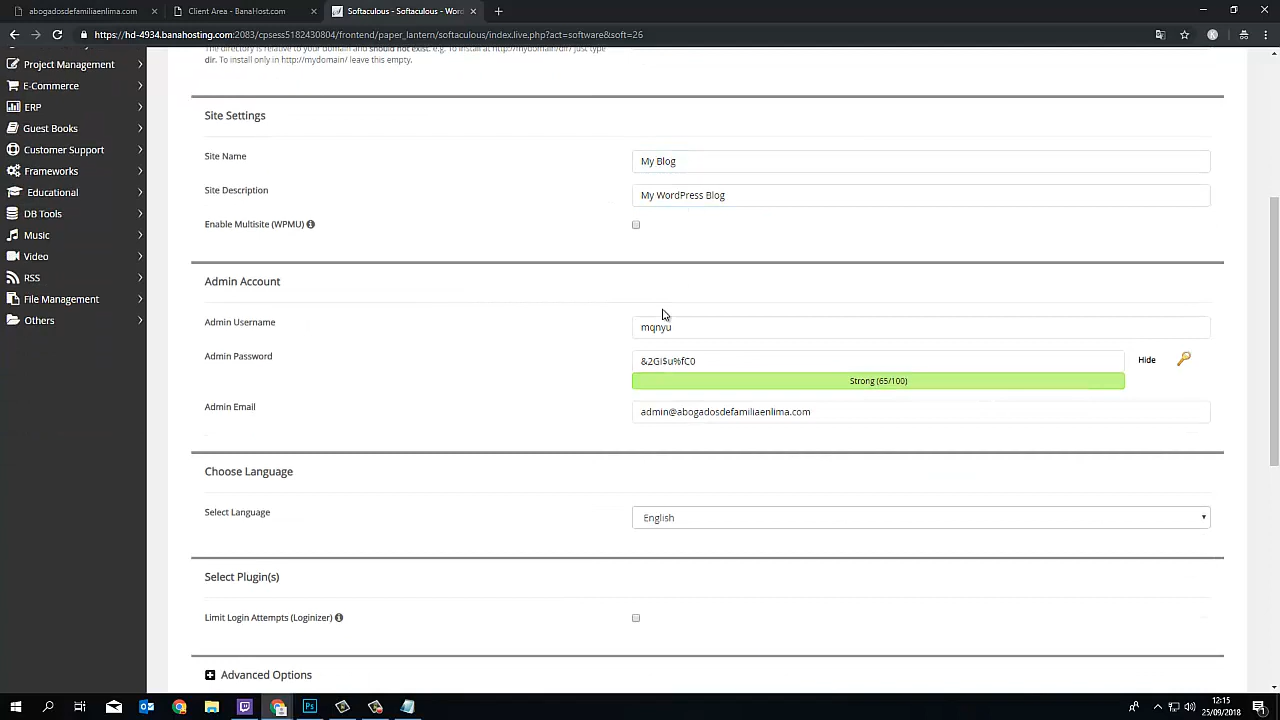 abogadosdefamilienlima.com
Client Area - BanaHosting.com
Softaculous - Softaculous - Wo
https://hd-4934.banahosting.com:2083/cpsess5182430804/frontend/paper_lantern/softaculous/index.live.php?act=software&soft=26
The directory is relative to your domain and should not exist. e.g. To install at http://mydomain/dir/ just type
dir. To install only in http://mydomain/ leave this empty.
Project Management
E-Commerce
ERP
Guest Books
Customer Support
Frameworks
Educational
DB Tools
Music
Video
RSS
File Management
Others
Site Settings
Site Name
My Blog
Site Description
My WordPress Blog
Enable Multisite (WPMU)
Admin Account
Admin Username
mqnyu
Admin Password
&2Gi$u%fC0
Hide
Strong (65/100)
Admin Email
admin@abogadosdefamiliaenlima.com
Choose Language
Select Language
English
Select Plugin(s)
Limit Login Attempts (Loginizer)
Advanced Options
12:15
25/09/2018